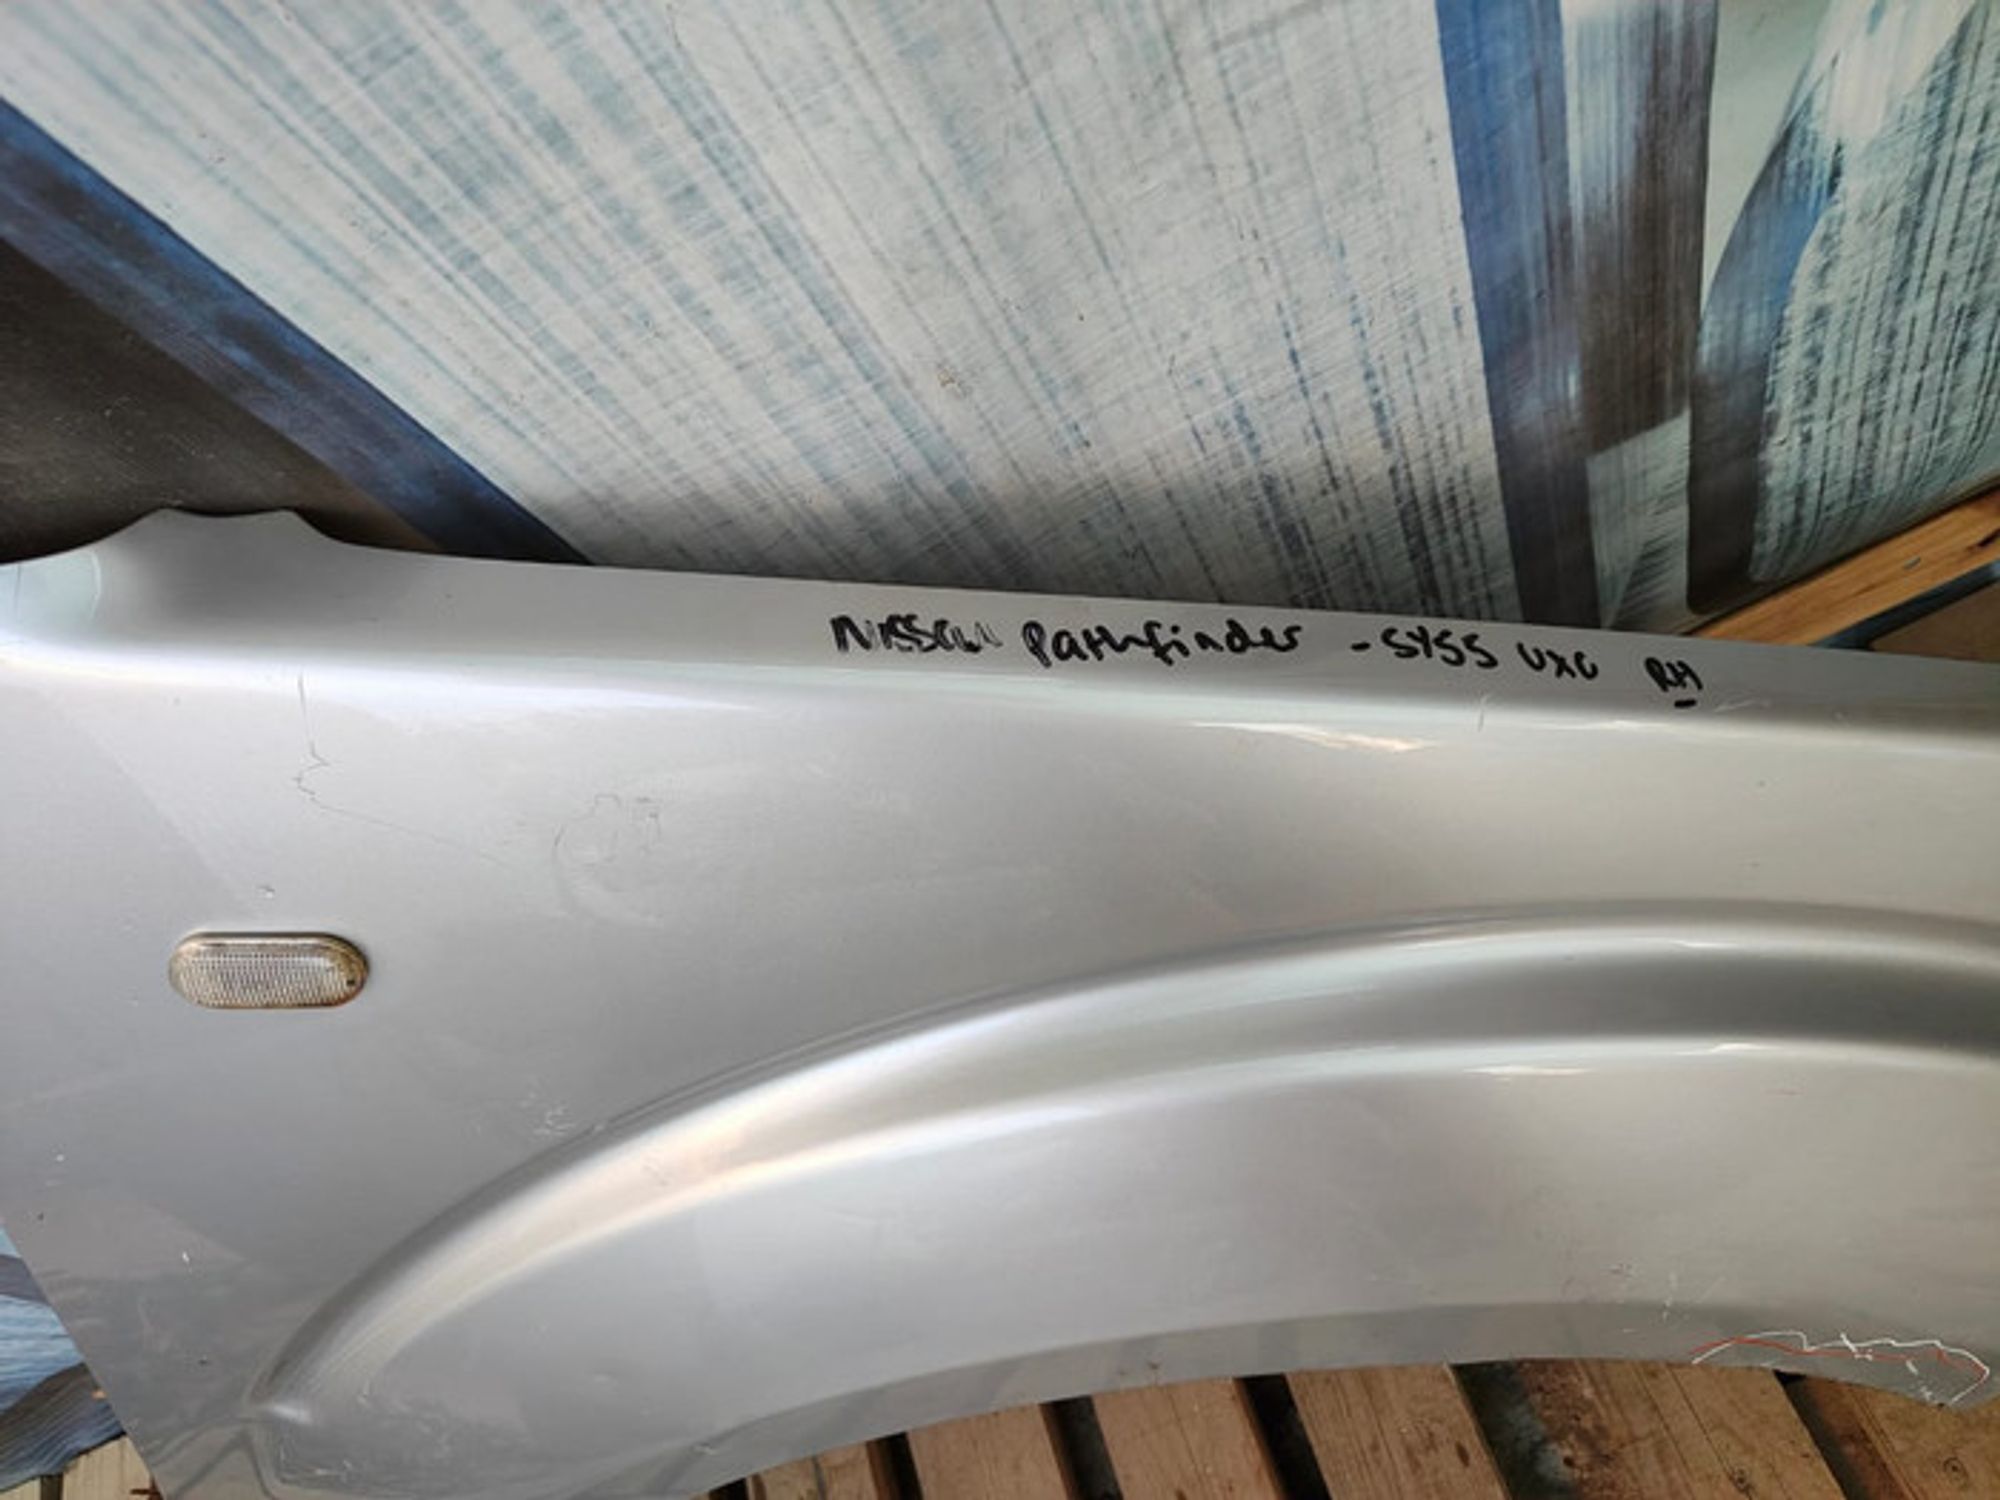 NISSAN Pathfinder - SY55 UXC RH